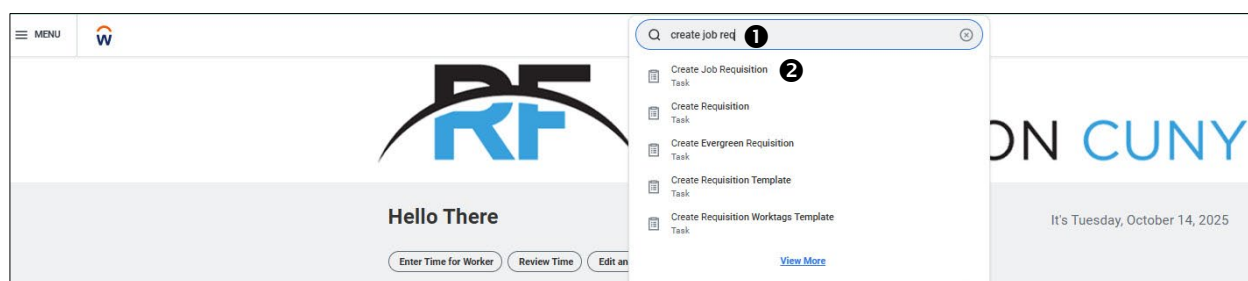 MENU
W
create job req ❶
Create Job Requisition ❷
Task
Create Requisition
Task
Create Evergreen Requisition
Task
Create Requisition Template
Task
Create Requisition Worktags Template
Task
View More
RF
ON CUNY
Hello There
It's Tuesday, October 14, 2025
Enter Time for Worker
Review Time
Edit an